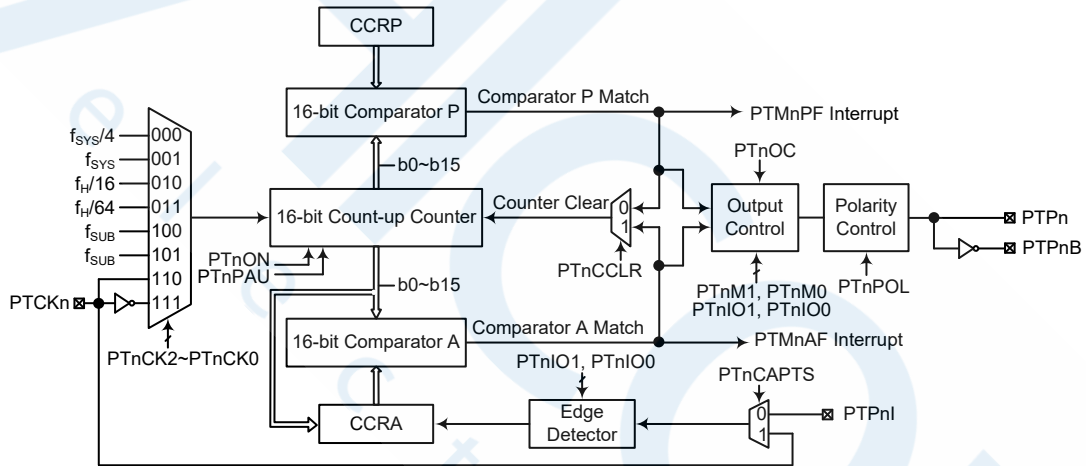 CCRP
16-bit Comparator P
Comparator P Match
PTMnPF Interrupt
b0~b15
fSYS/4
000
fSYS
001
fH/16
010
fH/64
011
fSUB
100
fSUB
101
110
111
PTCKn
PTnCK2~PTnCK0
16-bit Count-up Counter
Counter Clear
0
1
PTnCCLR
PTnON
PTnPAU
b0~b15
PTnOC
Output
Control
PTnM1, PTnM0
PTnIO1, PTnIO0
Polarity
Control
PTnPOL
PTPn
PTPnB
16-bit Comparator A
Comparator A Match
PTMnAF Interrupt
PTnIO1, PTnIO0
CCRA
Edge
Detector
PTnCAPTS
0
1
PTPnI